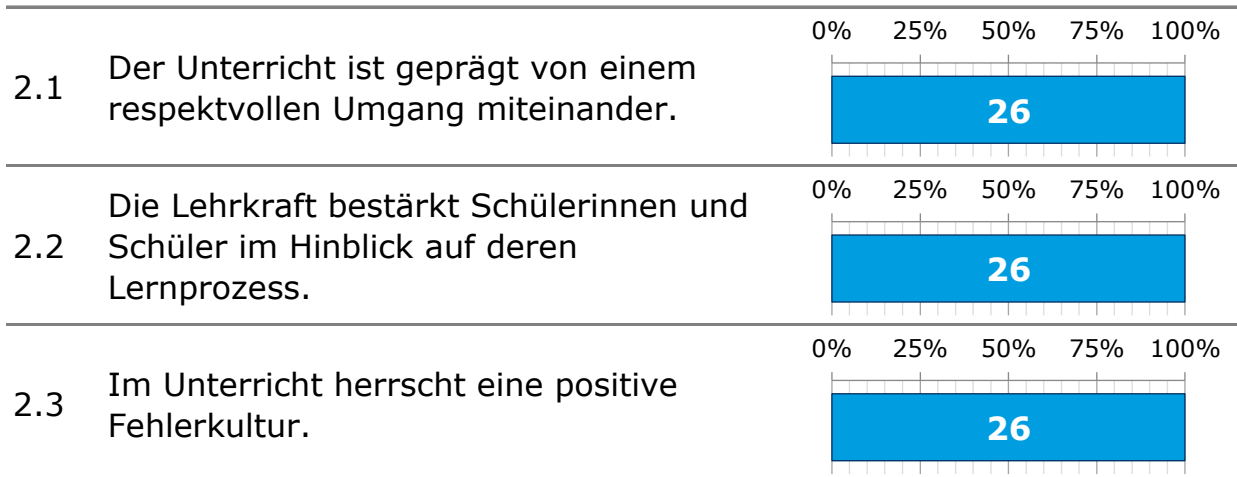 0% 25% 50% 75% 100%
2.1 Der Unterricht ist geprägt von einem
respektvollen Umgang miteinander.
26
0% 25% 50% 75% 100%
Die Lehrkraft bestärkt Schülerinnen und
2.2 Schüler im Hinblick auf deren
Lernprozess.
26
0% 25% 50% 75% 100%
2.3 Im Unterricht herrscht eine positive
Fehlerkultur.
26